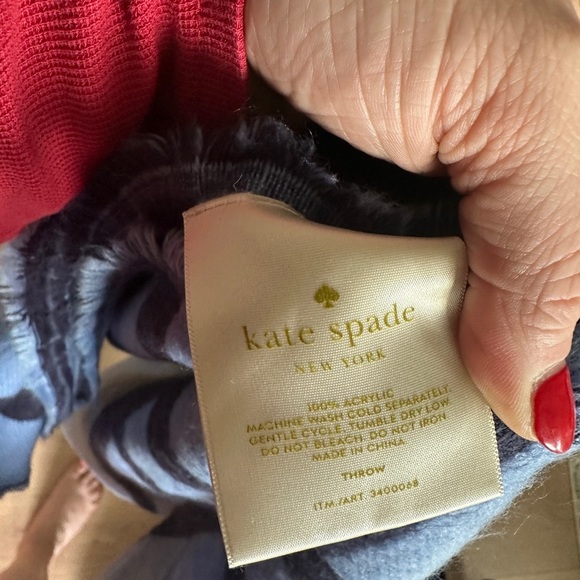 kate spade
NEW YORK
100% ACRYLIC
MACHINE WASH COLD SEPARATELY
GENTLE CYCLE, TUMBLE DRY LOW
DO NOT BLEACH. DO NOT IRON
MADE IN CHINA
THROW
ITM/ART 3400068